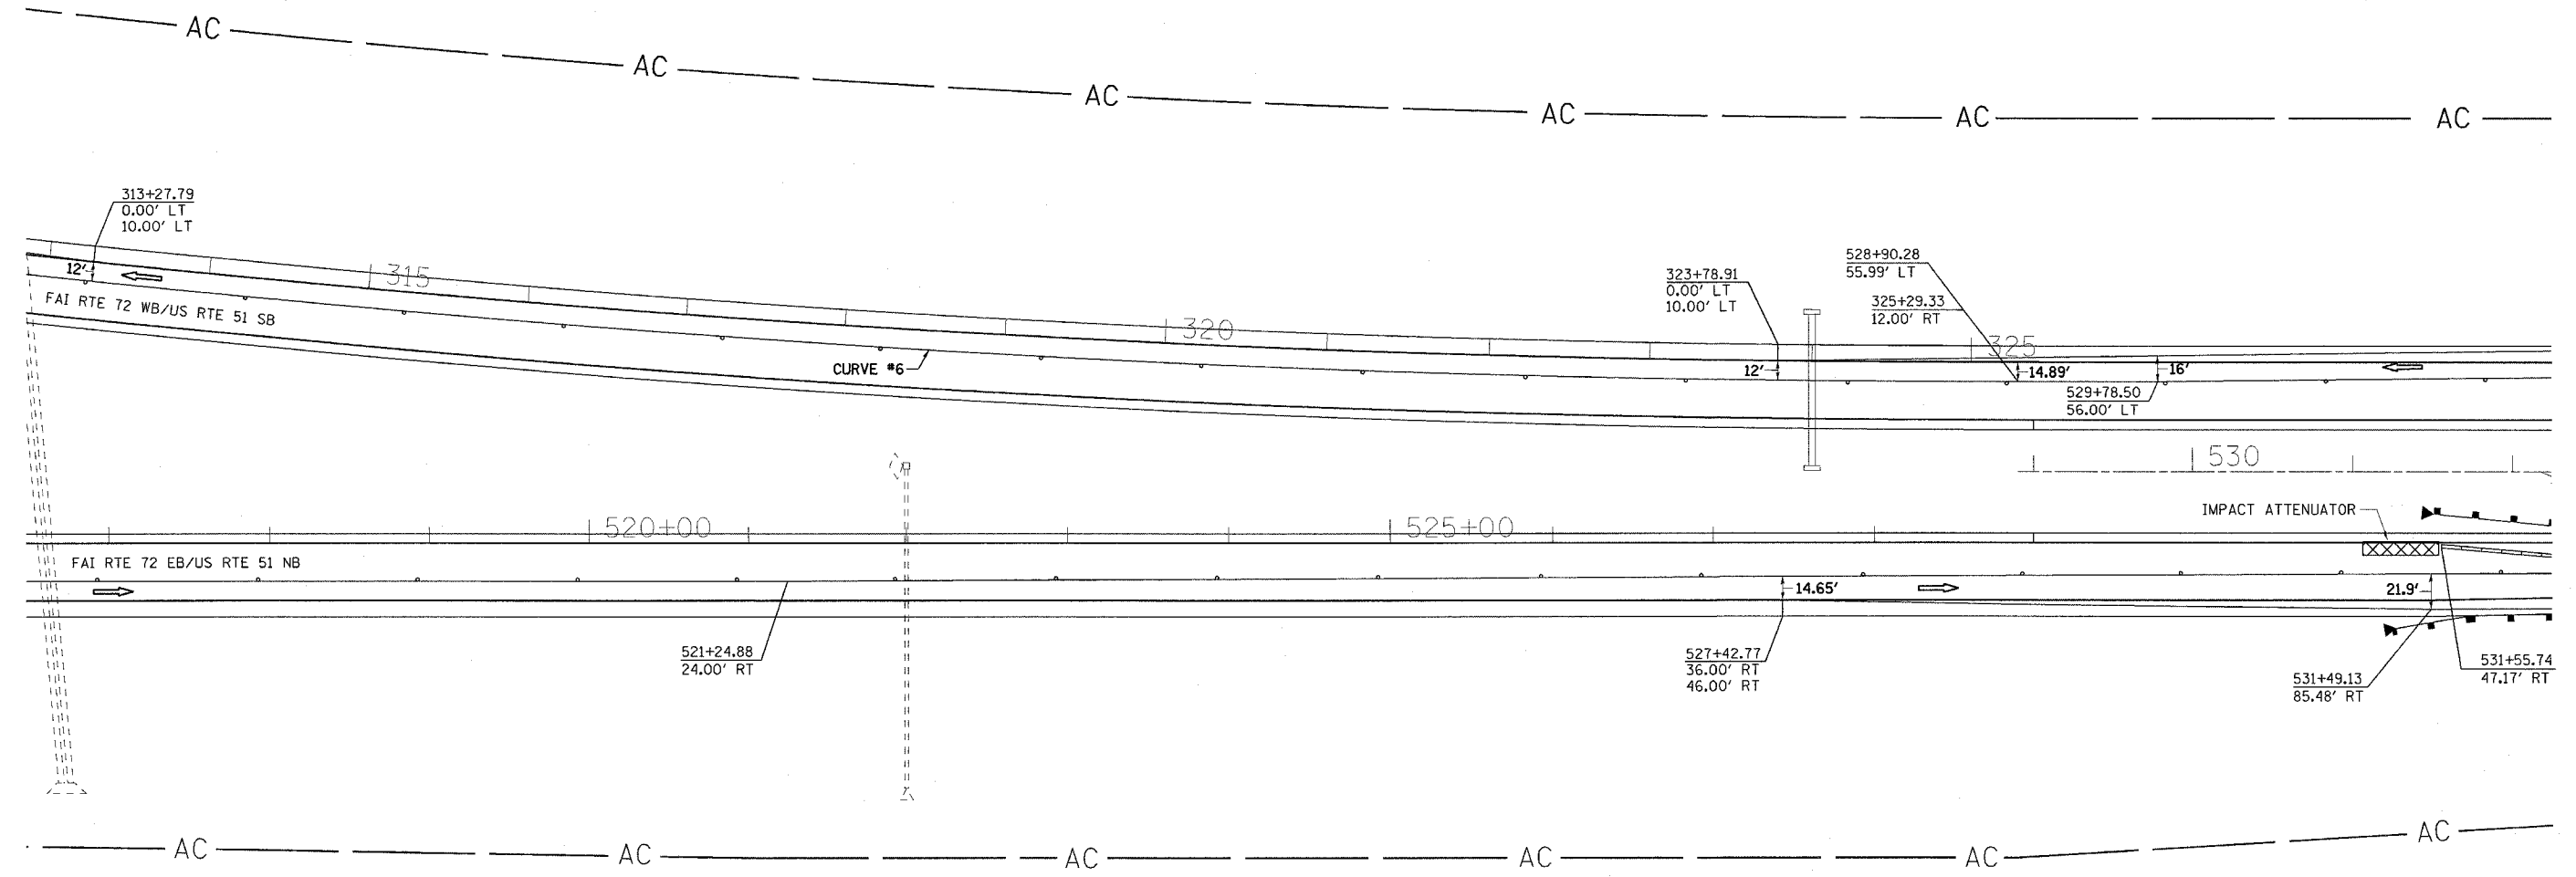 AC
AC
AC
AC
AC
AC
313+27.79
0.00' LT
10.00' LT
12'
315
FAI RTE 72 WB/US RTE 51 SB
CURVE #6
320
323+78.91
0.00' LT
10.00' LT
12'
528+90.28
55.99' LT
325+29.33
12.00' RT
325
14.89'
16'
529+78.50
56.00' LT
530
IMPACT ATTENUATOR
520+00
525+00
FAI RTE 72 EB/US RTE 51 NB
14.65'
21.9'
521+24.88
24.00' RT
527+42.77
36.00' RT
46.00' RT
531+49.13
85.48' RT
531+55.74
47.17' RT
AC
AC
AC
AC
AC
AC